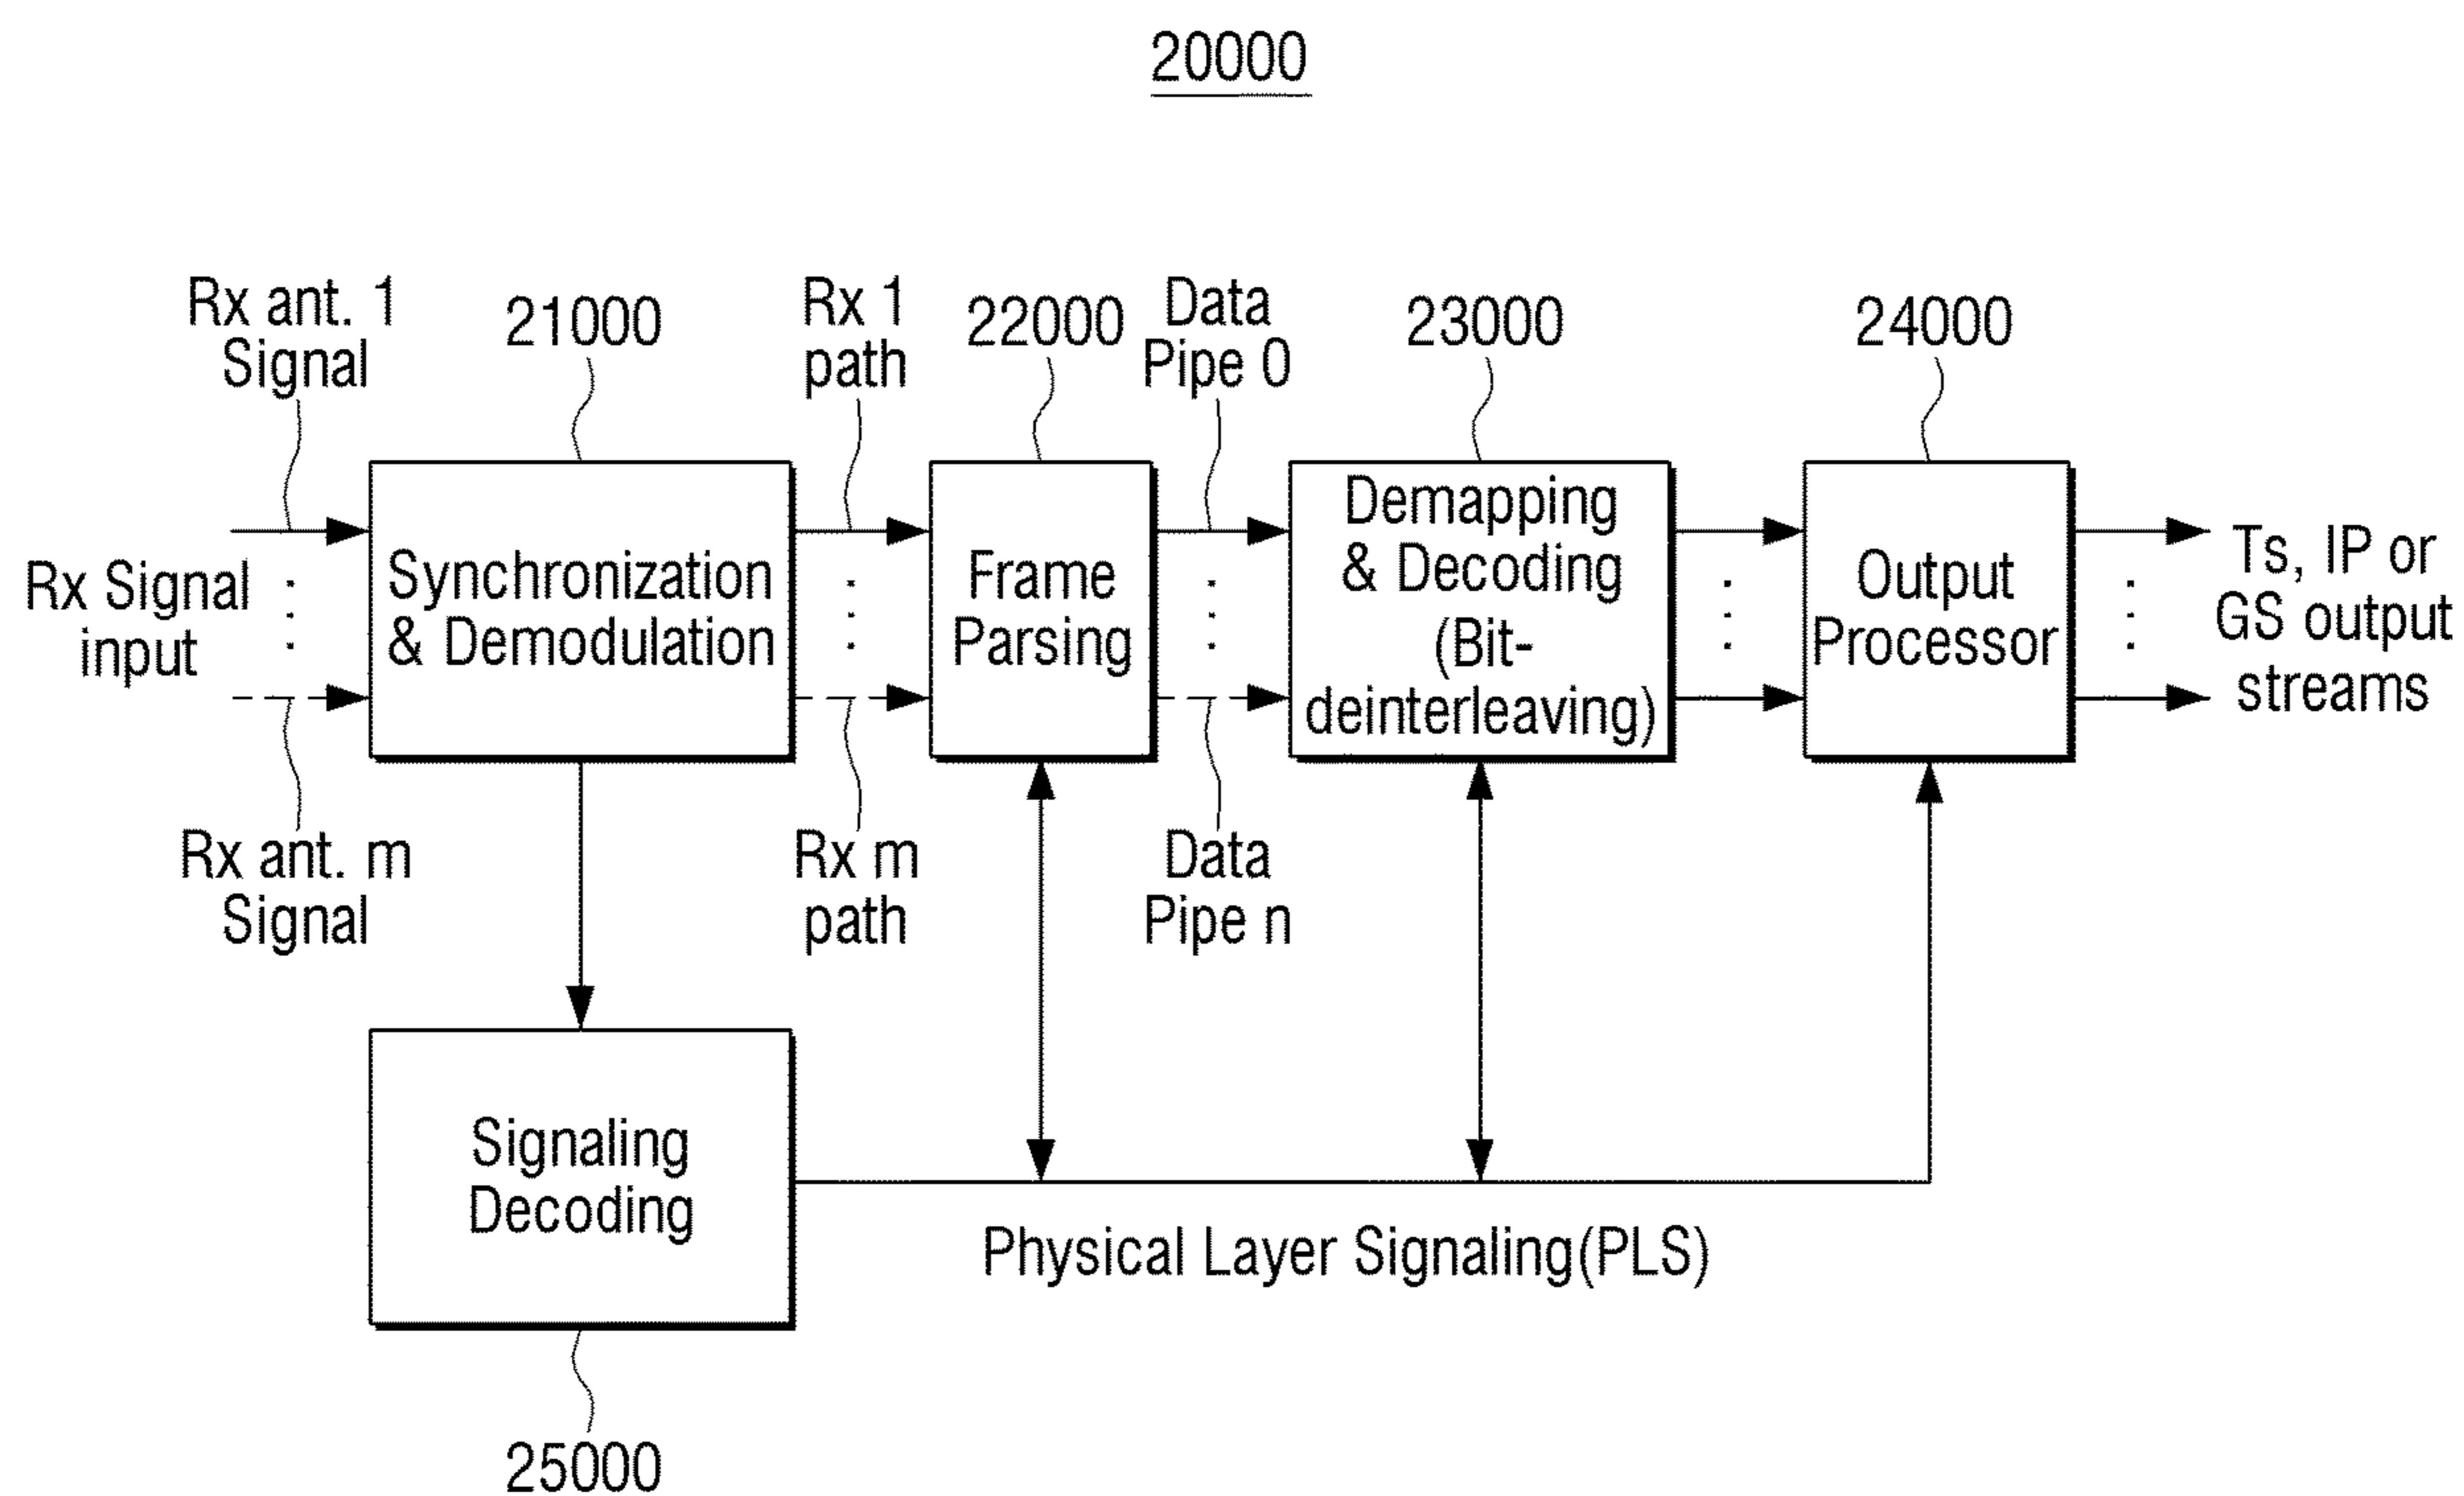 20000
Rx ant. 1
Signal
21000
Rx 1
path
22000
Data
Pipe 0
23000
24000
Rx Signal
input
Synchronization
& Demodulation
Frame
Parsing
Demapping
& Decoding
(Bit-
deinterleaving)
Output
Processor
Ts, IP or
GS output
streams
Rx ant. m
Signal
Rx m
path
Data
Pipe n
Signaling
Decoding
Physical Layer Signaling(PLS)
25000